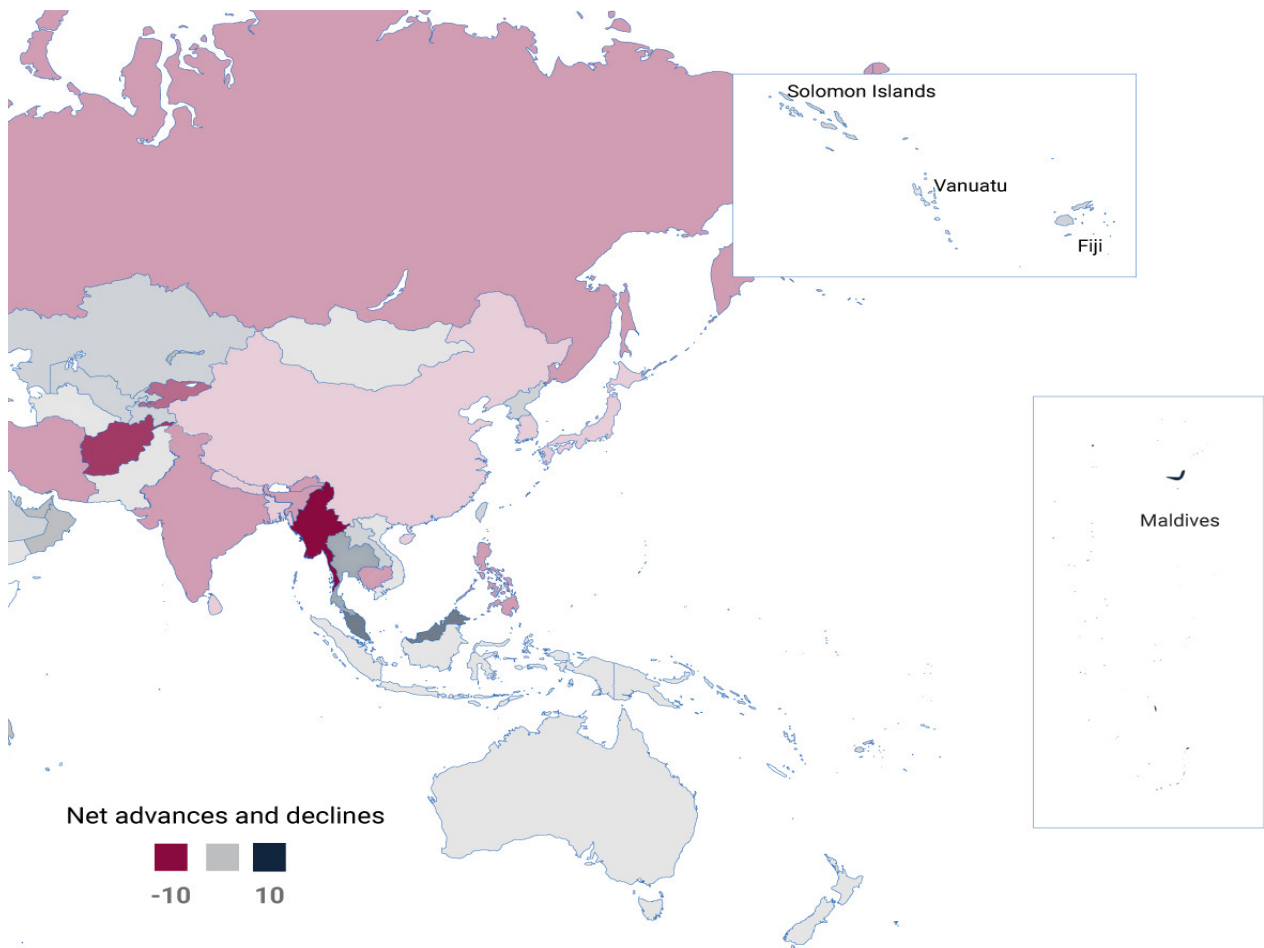 Solomon Islands
Vanuatu
Fiji
Maldives
Net advances and declines
-10 10